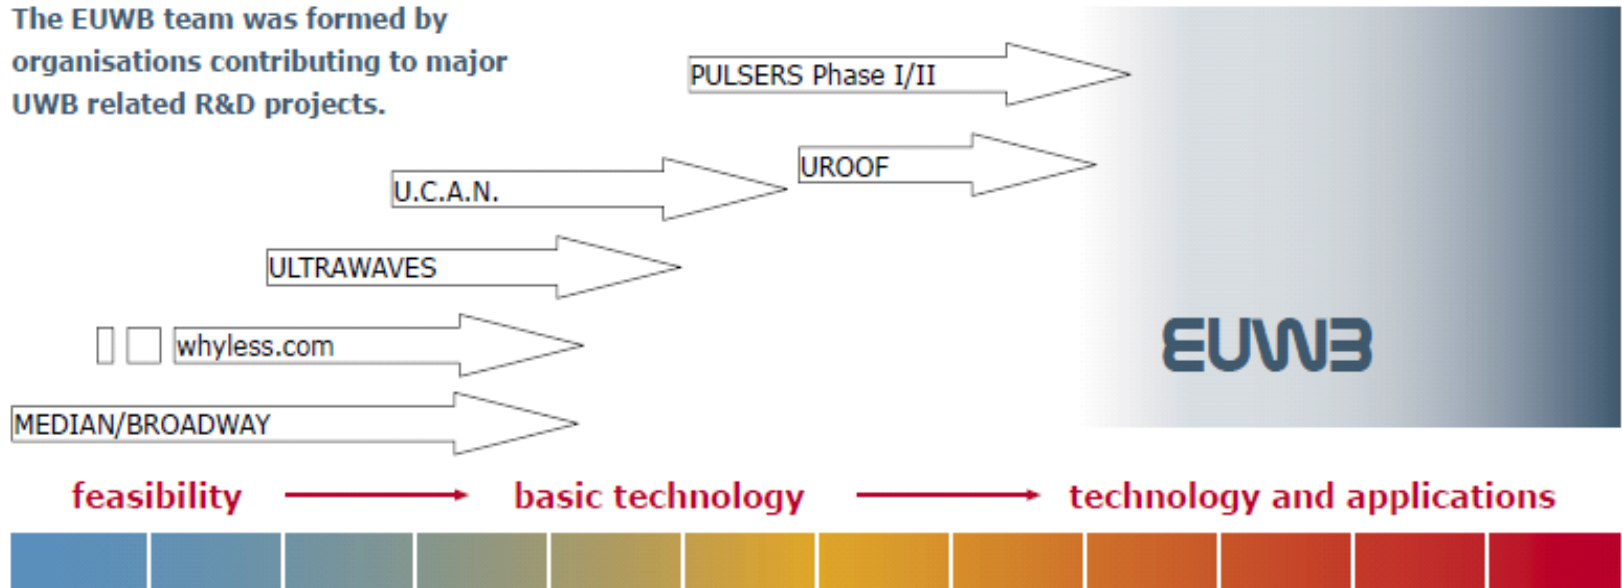 The EUWB team was formed by
organisations contributing to major
UWB related R&D projects.
PULSERS Phase I/II
UROOF
U.C.A.N.
ULTRAWAVES
whyless.com
MEDIAN/BROADWAY
EUWB
feasibility
basic technology
technology and applications